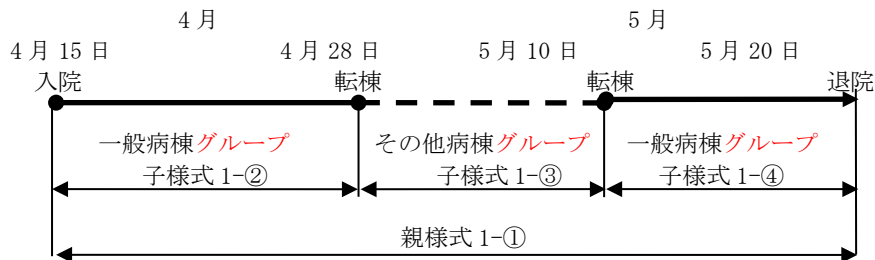 4月 5月
4月15日 4月28日 5月10日 5月20日
入院 転棟 転棟 退院
一般病棟グループ その他病棟グループ 一般病棟グループ
子様式1-② 子様式1-③ 子様式1-④
親様式1-①